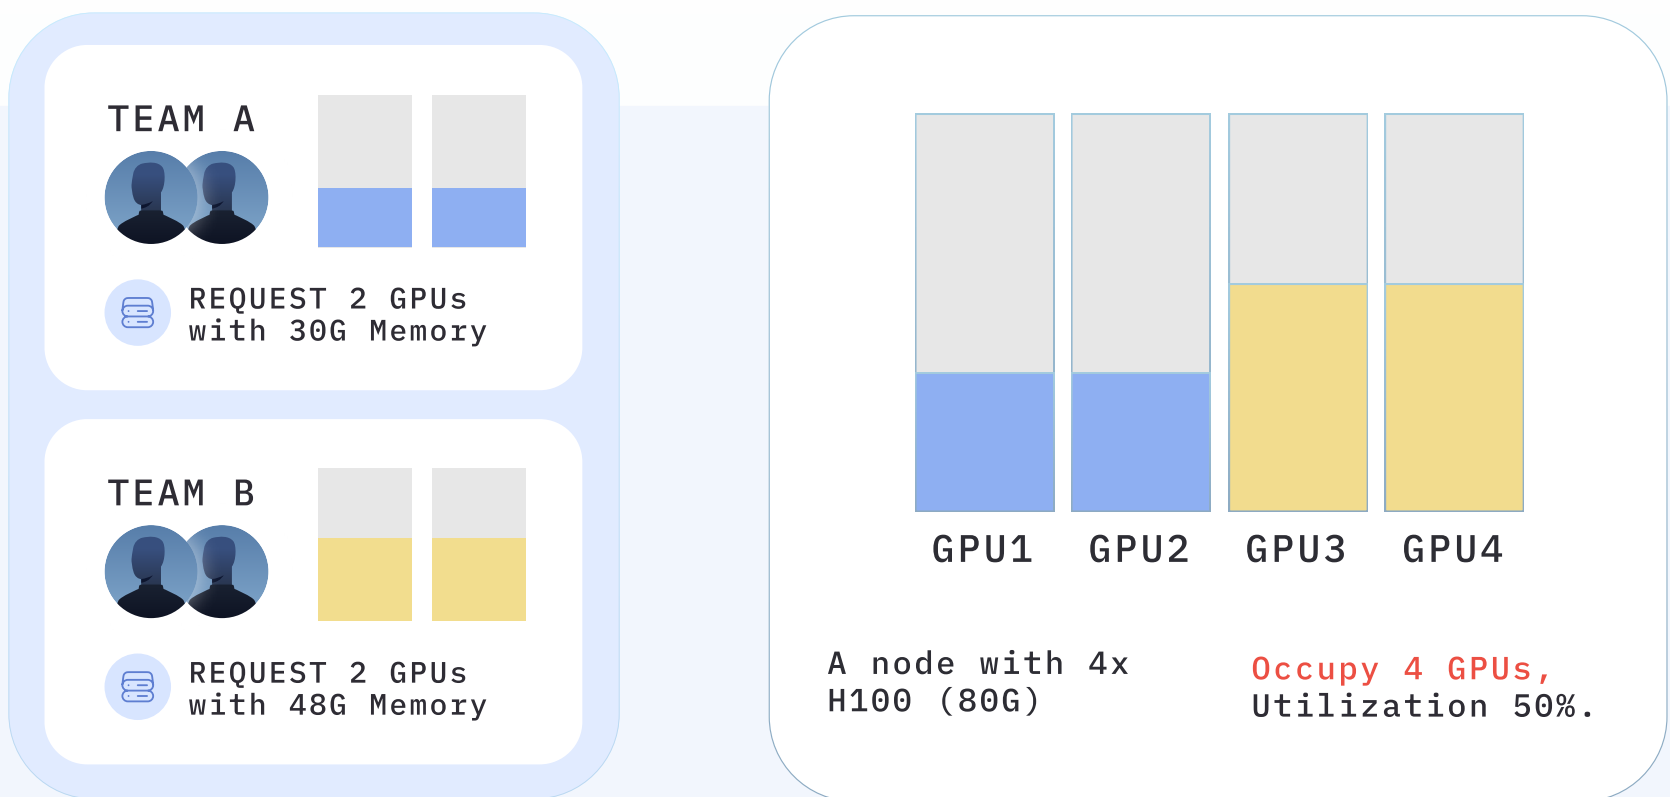 TEAM A
REQUEST 2 GPUs
with 30G Memory
TEAM B
REQUEST 2 GPUs
with 48G Memory
GPU1
GPU2
GPU3
GPU4
A node with 4x
H100 (80G)
Occupy 4 GPUs,
Utilization 50%.